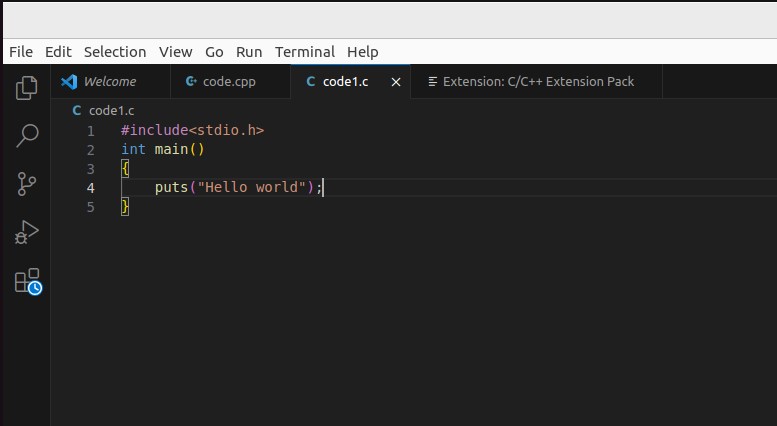 File Edit Selection View Go Run Terminal Help
Welcome code.cpp C code1.c × Extension: C/C++ Extension Pack
C code1.c
1 #include<stdio.h>
2 int main()
3 {
4     puts("Hello world");
5 }